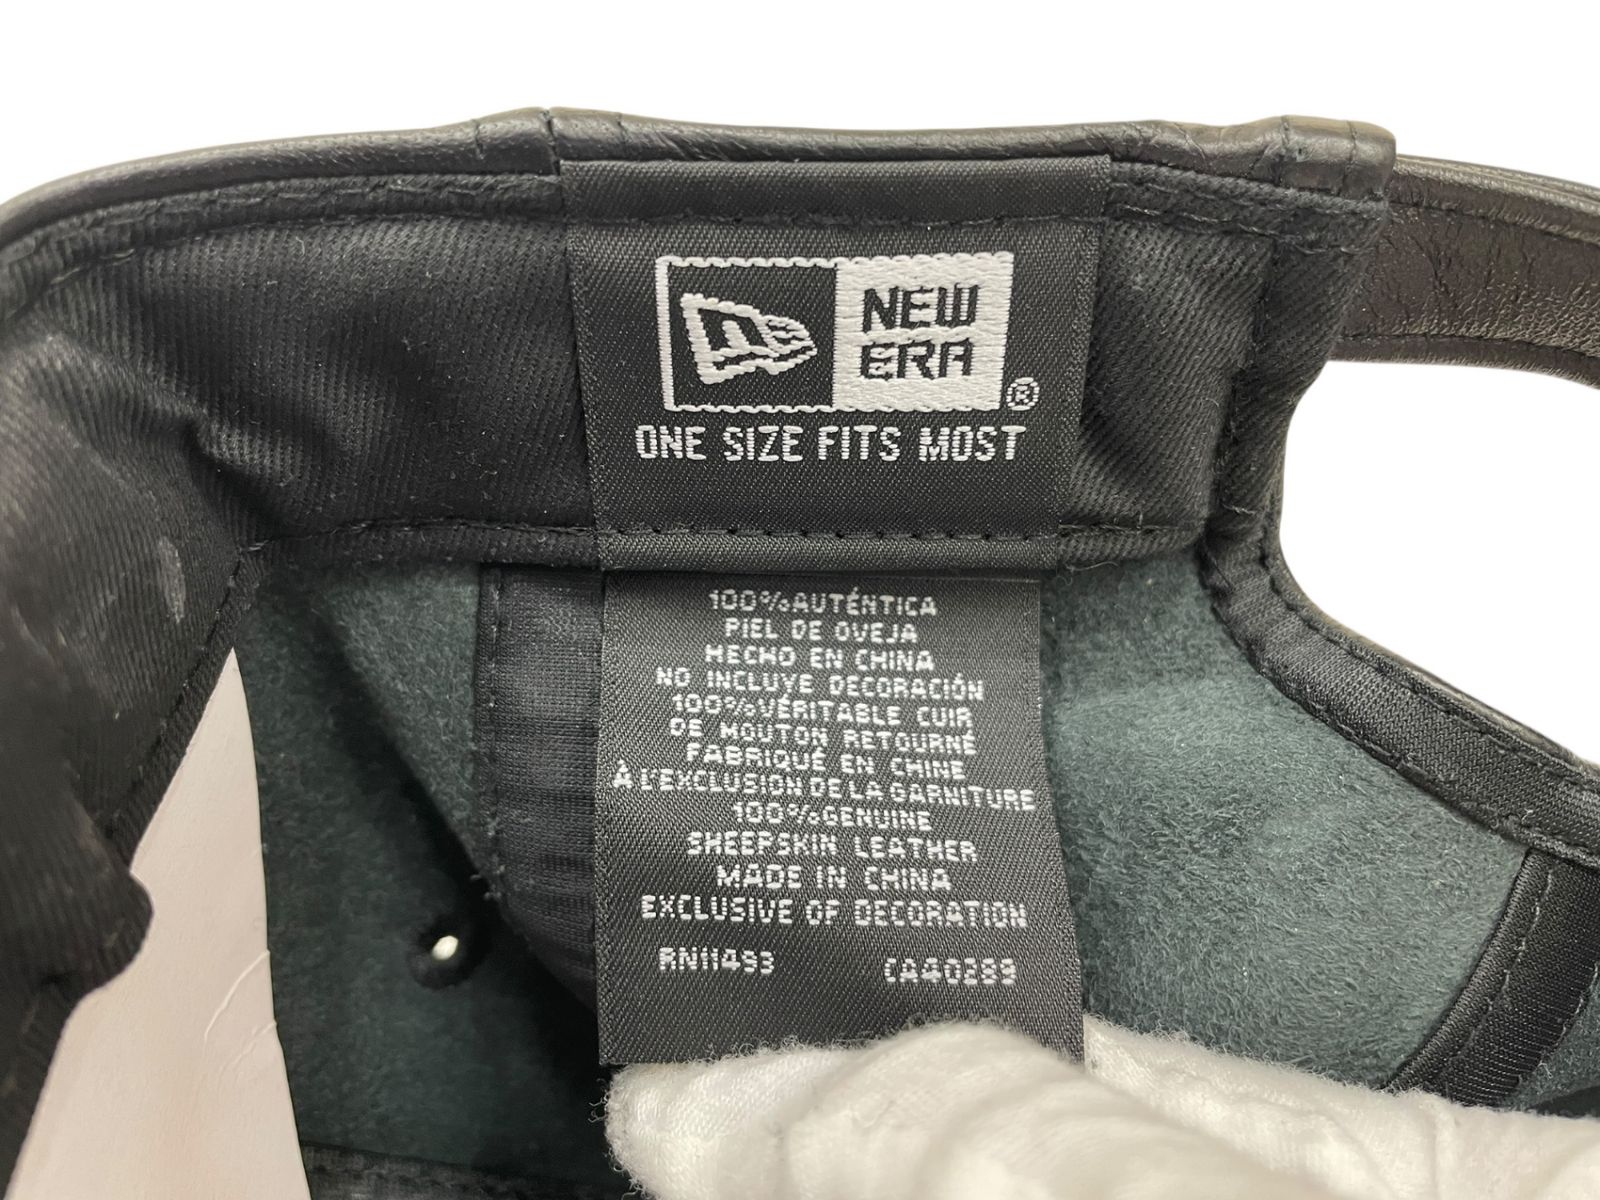 NEW
ERA
®
ONE SIZE FITS MOST
100%AUTÉNTICA
PIEL DE OVEJA
HECHO EN CHINA
NO INCLUYE DECORACIÓN
100%VÉRITABLE CUIR
DE MOUTON RETOURNE
FABRIQUÉ EN CHINE
À L'EXCLUSION DE LA GARNITURE
100%GENUINE
SHEEPSKIN LEATHER
MADE IN CHINA
EXCLUSIVE OF DECORATION
RN11493 CA40289